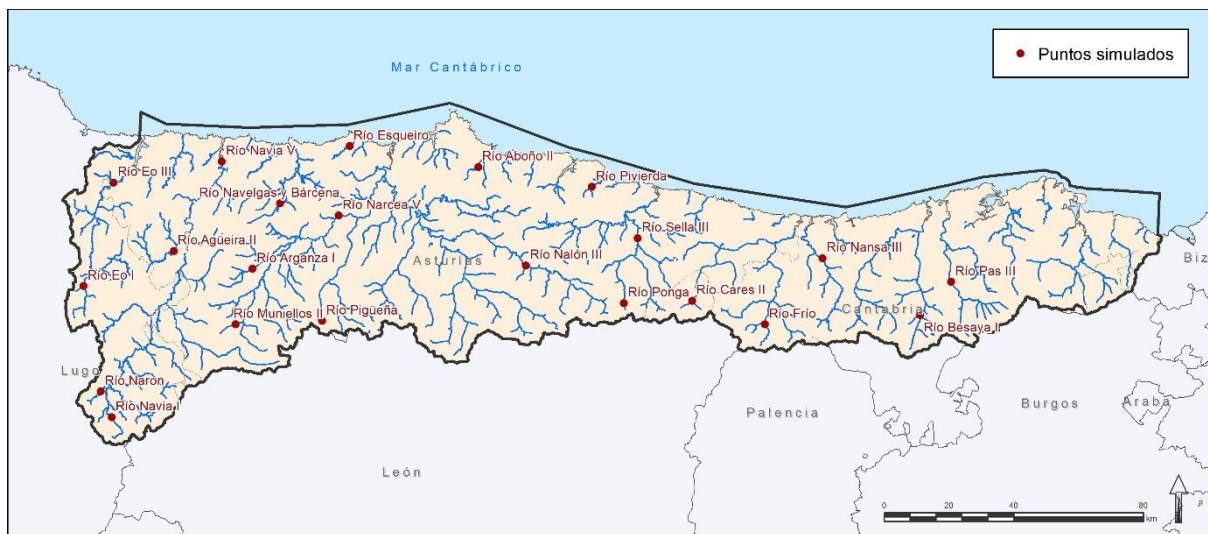 Puntos simulados
Mar Cantábrico
Río Esqueiro
Río Navia V
Río Aboño II
Río Eo III
Río Pivierda
Río Navelgas y Bárcena
Río Narcea V
Río Sella III
Río Agüeira II
Río Nansa III
Río Arganza I
Asturias
Río Nalón III
Biz
Río Eo I
Río Pas III
Río Ponga
Río Cares II
Cantabria
Río Muniellos II
Río Pigüeña
Río Frío
Río Besaya II
Lugo
Río Narón
Araba
Burgos
Palencia
Río Navia I
León
0 20 40 80
km